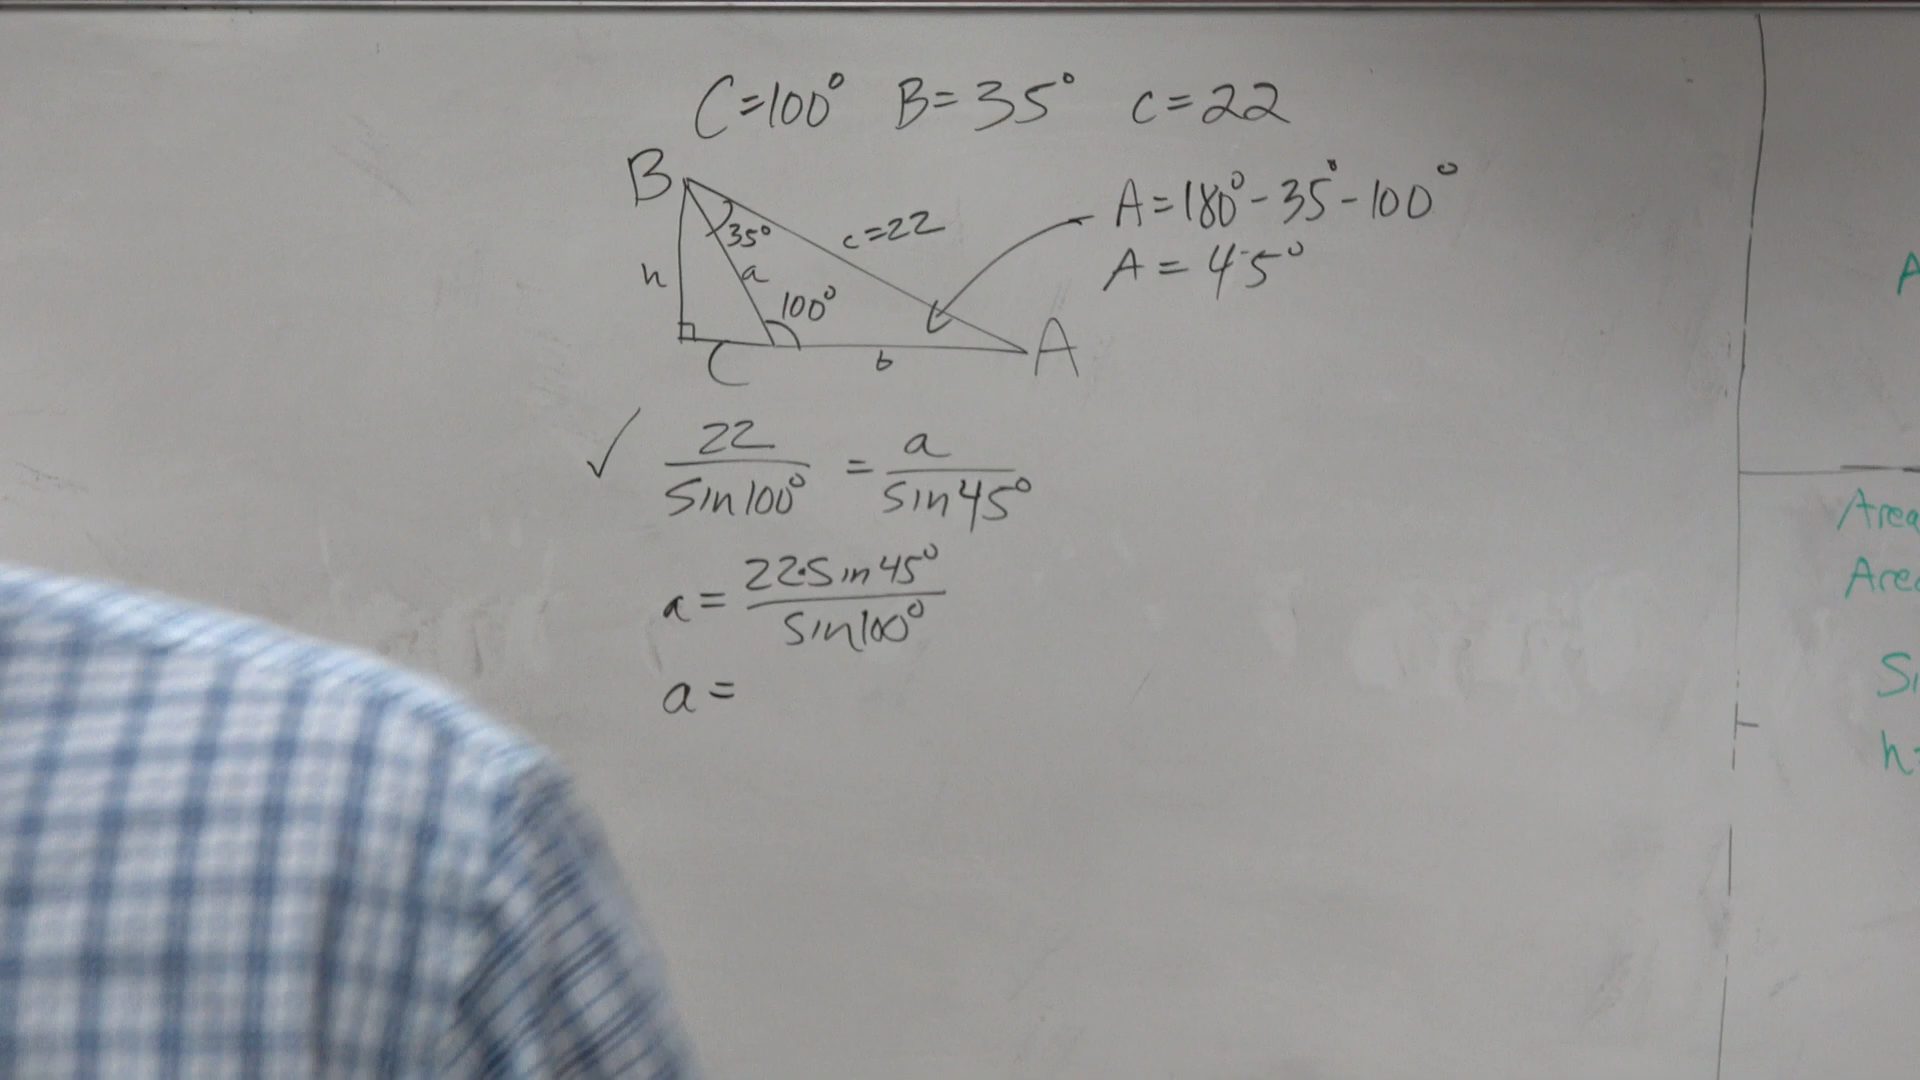 C=100° B=35° c=22
B
35°
c=22
A=180°-35°-100°
A=45°
h
a
100°
C
b
A
✓ 22/sin100° = a/sin45°
a = 22·sin45°/sin100°
a =
A
Area
Area
h=